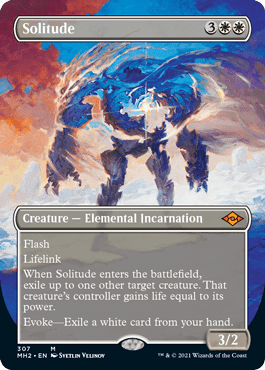 Solitude 3
Creature — Elemental Incarnation
Flash
Lifelink
When Solitude enters the battlefield,
exile up to one other target creature. That
creature's controller gains life equal to its
power.
Evoke—Exile a white card from your hand.
3/2
307 M
MH2 • EN Svetlin Velinov ™ & © 2021 Wizards of the Coast